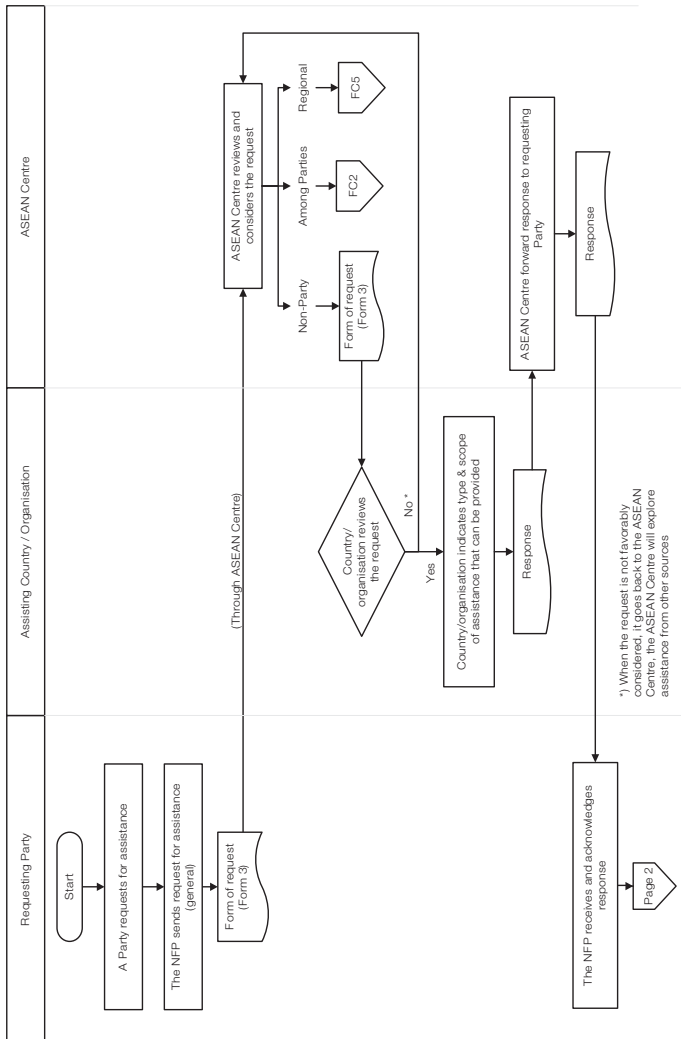 Requesting Party
Assisting Country / Organisation
ASEAN Centre
Start
A Party requests for assistance
The NFP sends request for assistance
(general)
Form of request
(Form 3)
(Through ASEAN Centre)
ASEAN Centre reviews and
considers the request
Non-Party
Among Parties
Regional
Form of request
(Form 3)
FC2
FC5
Country/
organisation reviews
the request
No *
Yes
Country/organisation indicates type & scope
of assistance that can be provided
Response
ASEAN Centre forward response to requesting
Party
Response
The NFP receives and acknowledges
response
Page 2
*) When the request is not favorably
considered, it goes back to the ASEAN
Centre, the ASEAN Centre will explore
assistance from other sources